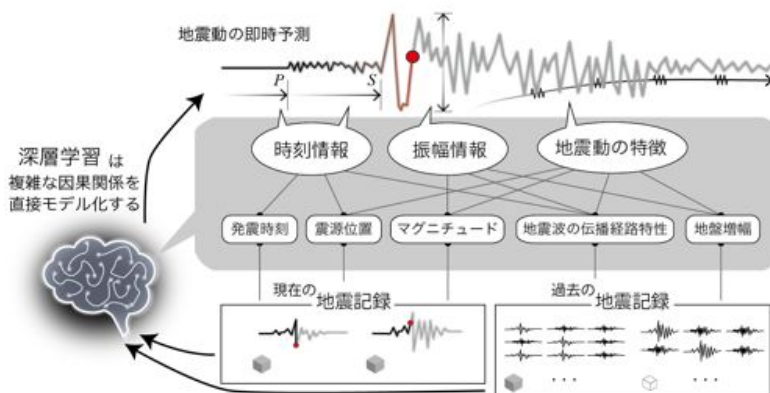 地震動の即時予測
P
S
時刻情報
振幅情報
地震動の特徴
深層学習 は
複雑な因果関係を
直接モデル化する
発震時刻
震源位置
マグニチュード
地震波の伝播経路特性
地盤増幅
現在の
地震記録
過去の
地震記録
・・・
・・・